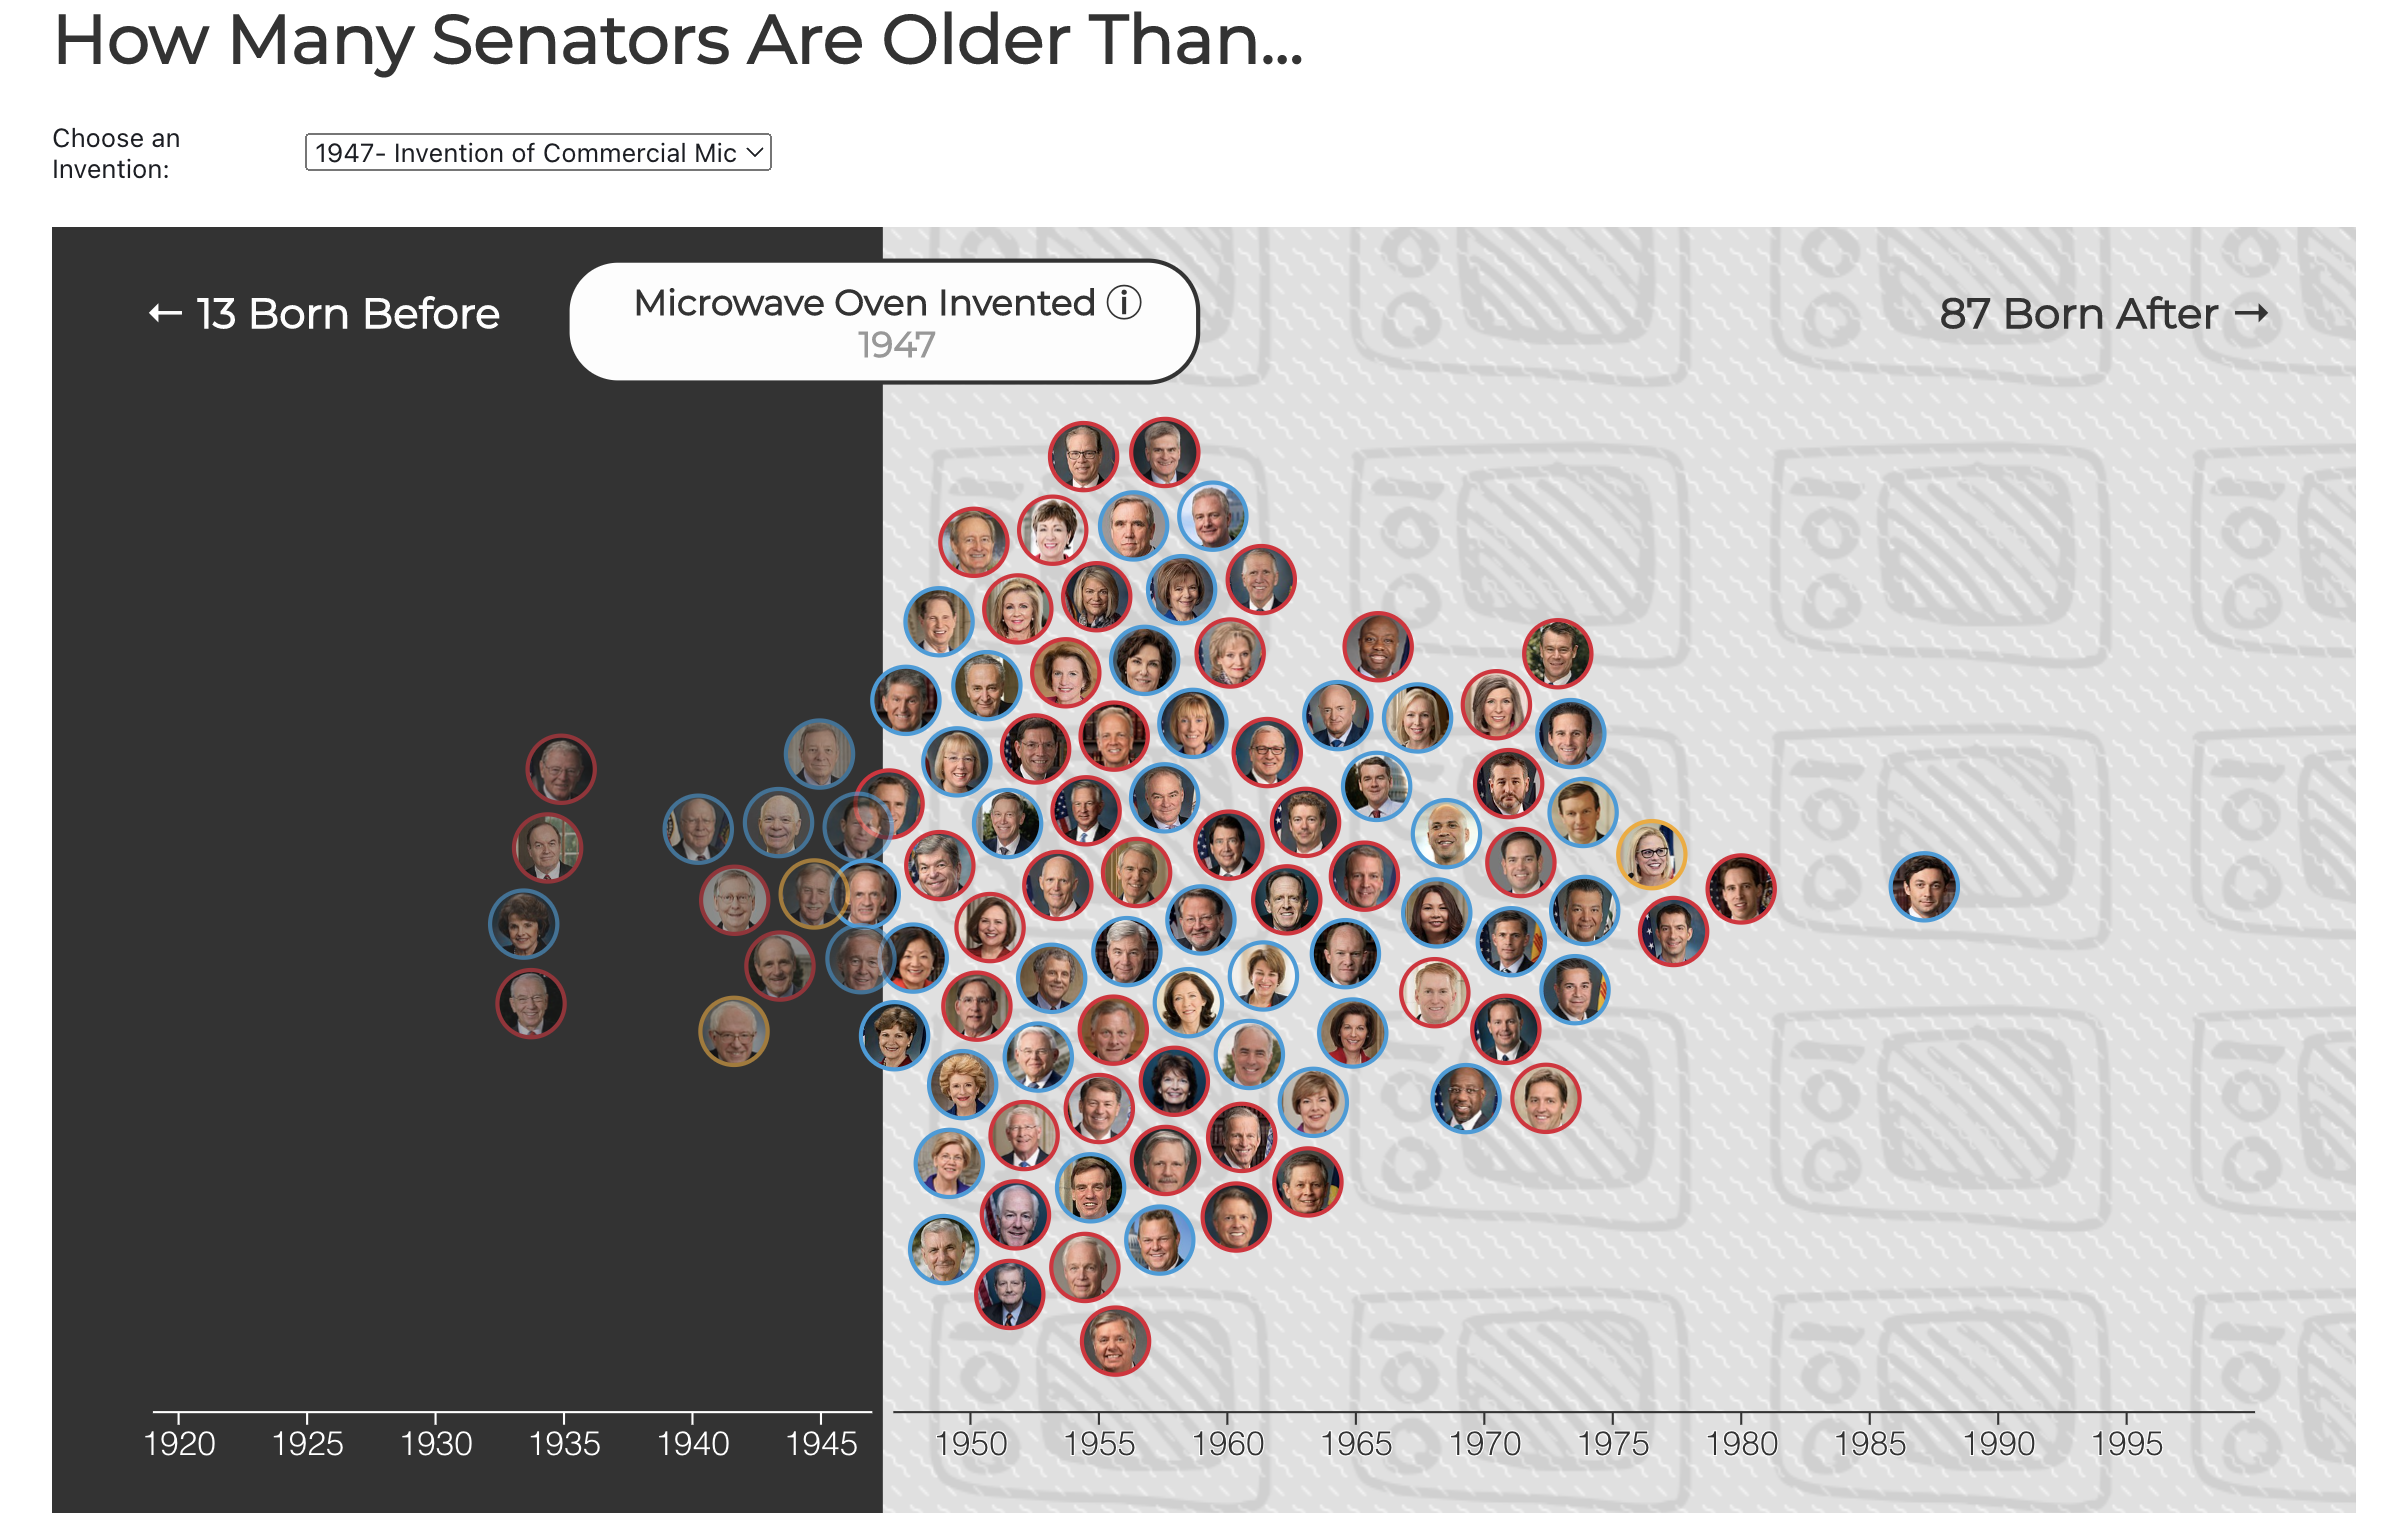 How Many Senators Are Older Than...
Choose an
Invention:
1947- Invention of Commercial Mic
← 13 Born Before
Microwave Oven Invented ⓘ
1947
87 Born After →
1920 1925 1930 1935 1940 1945 1950 1955 1960 1965 1970 1975 1980 1985 1990 1995